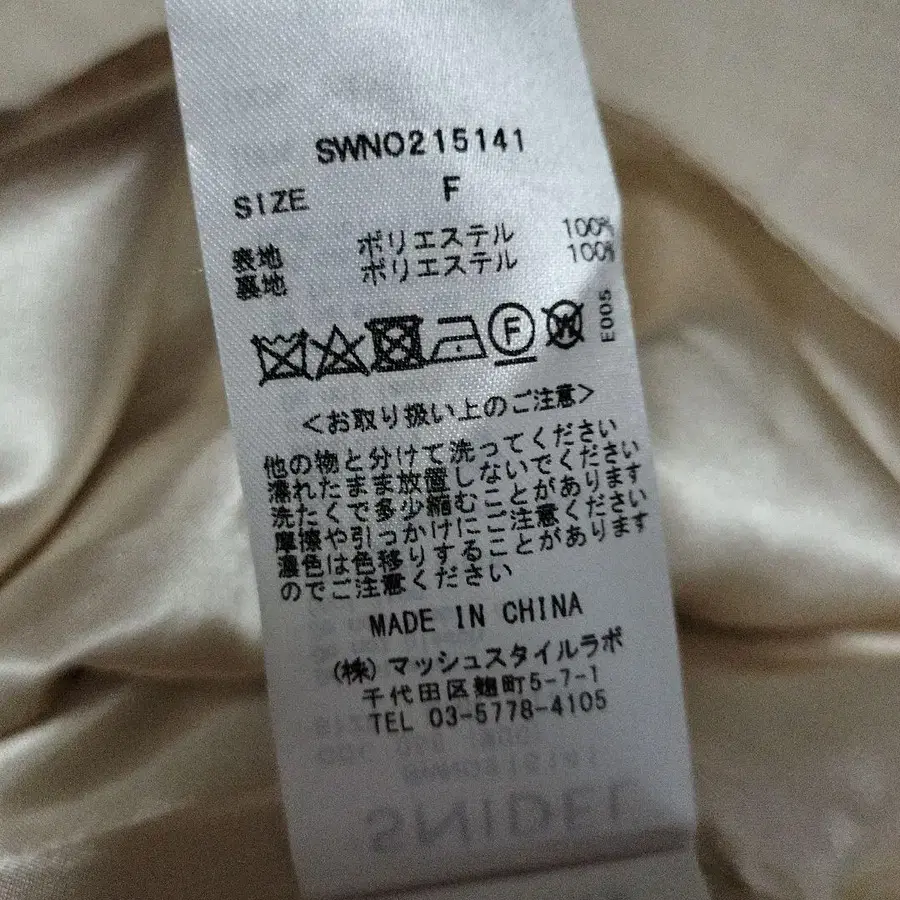 SWNO215141
SIZE F
表地 ポリエステル 100%
裏地 ポリエステル 100%
F W E005
<お取り扱い上のご注意>
他の物と分けて洗ってください
濡れたまま放置しないでください
洗たくで多少縮むことがあります
摩擦や引っかけにご注意ください
濃色は色移りすることがあります
のでご注意ください
MADE IN CHINA
(株)マッシュスタイルラボ
千代田区麹町5-7-1
TEL 03-5778-4105
SWNO215141
SNIDEL